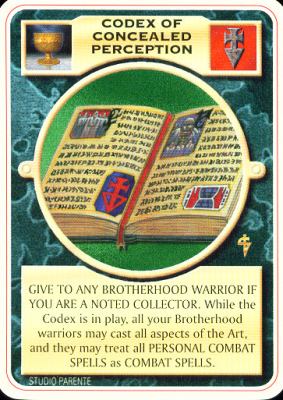 CODEX OF
CONCEALED
PERCEPTION
GIVE TO ANY BROTHERHOOD WARRIOR IF
YOU ARE A NOTED COLLECTOR. While the
Codex is in play, all your Brotherhood
warriors may cast all aspects of the Art,
and they may treat all PERSONAL COMBAT
SPELLS as COMBAT SPELLS.
STUDIO PARENTE